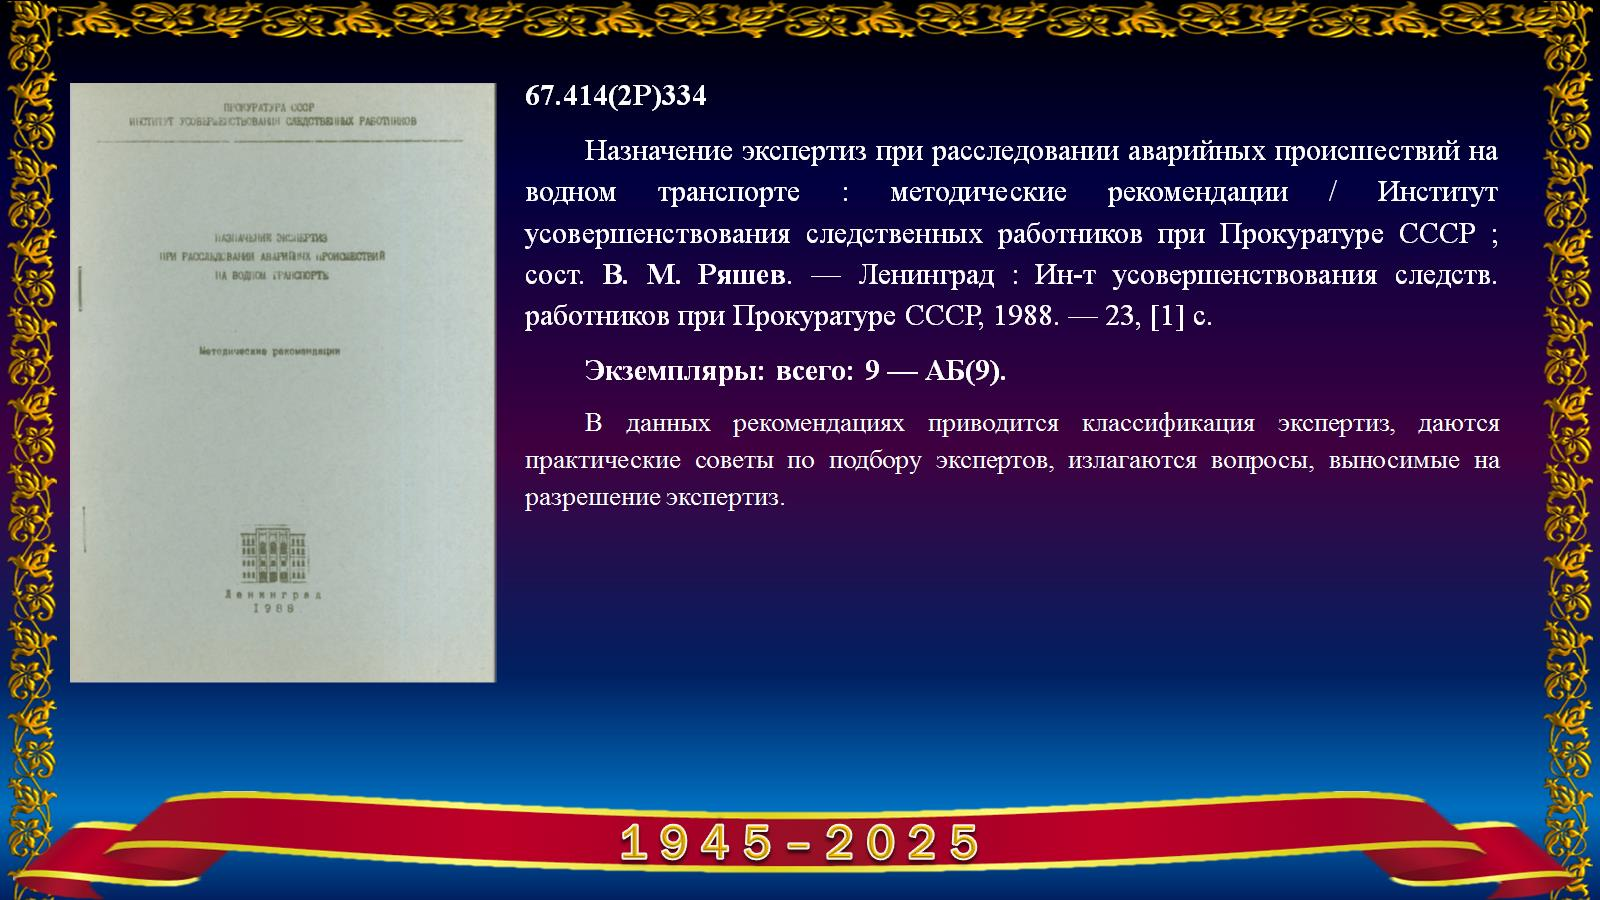 ПРОКУРАТУРА СССР
ИНСТИТУТ УСОВЕРШЕНСТВОВАНИЯ СЛЕДСТВЕННЫХ РАБОТНИКОВ
НАЗНАЧЕНИЕ ЭКСПЕРТИЗ
ПРИ РАССЛЕДОВАНИИ АВАРИЙНЫХ ПРОИСШЕСТВИЙ
НА ВОДНОМ ТРАНСПОРТЕ
Методические рекомендации
Ленинград
1988
67.414(2Р)334
Назначение экспертиз при расследовании аварийных происшествий на
водном транспорте : методические рекомендации / Институт
усовершенствования следственных работников при Прокуратуре СССР ;
сост. В. М. Ряшев. — Ленинград : Ин-т усовершенствования следств.
работников при Прокуратуре СССР, 1988. — 23, [1] с.
Экземпляры: всего: 9 — АБ(9).
В данных рекомендациях приводится классификация экспертиз, даются
практические советы по подбору экспертов, излагаются вопросы, выносимые на
разрешение экспертиз.
1945–2025